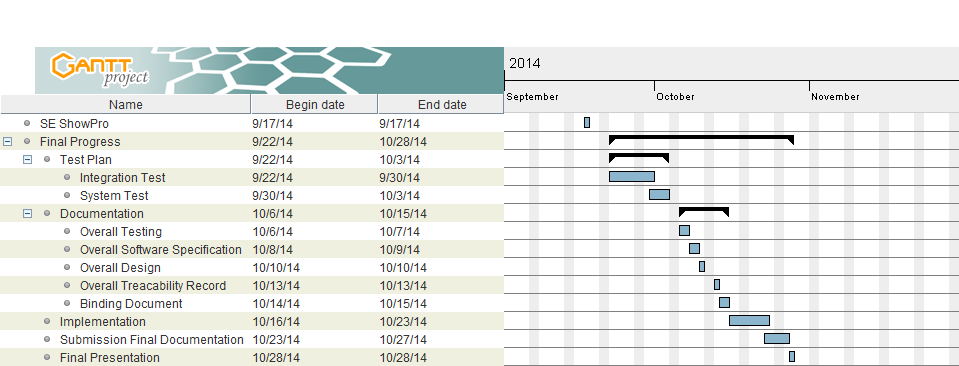 GANTT
project
2014
September October November
Name Begin date End date
SE ShowPro 9/17/14 9/17/14
Final Progress 9/22/14 10/28/14
Test Plan 9/22/14 10/3/14
Integration Test 9/22/14 9/30/14
System Test 9/30/14 10/3/14
Documentation 10/6/14 10/15/14
Overall Testing 10/6/14 10/7/14
Overall Software Specification 10/8/14 10/9/14
Overall Design 10/10/14 10/10/14
Overall Treacability Record 10/13/14 10/13/14
Binding Document 10/14/14 10/15/14
Implementation 10/16/14 10/23/14
Submission Final Documentation 10/23/14 10/27/14
Final Presentation 10/28/14 10/28/14